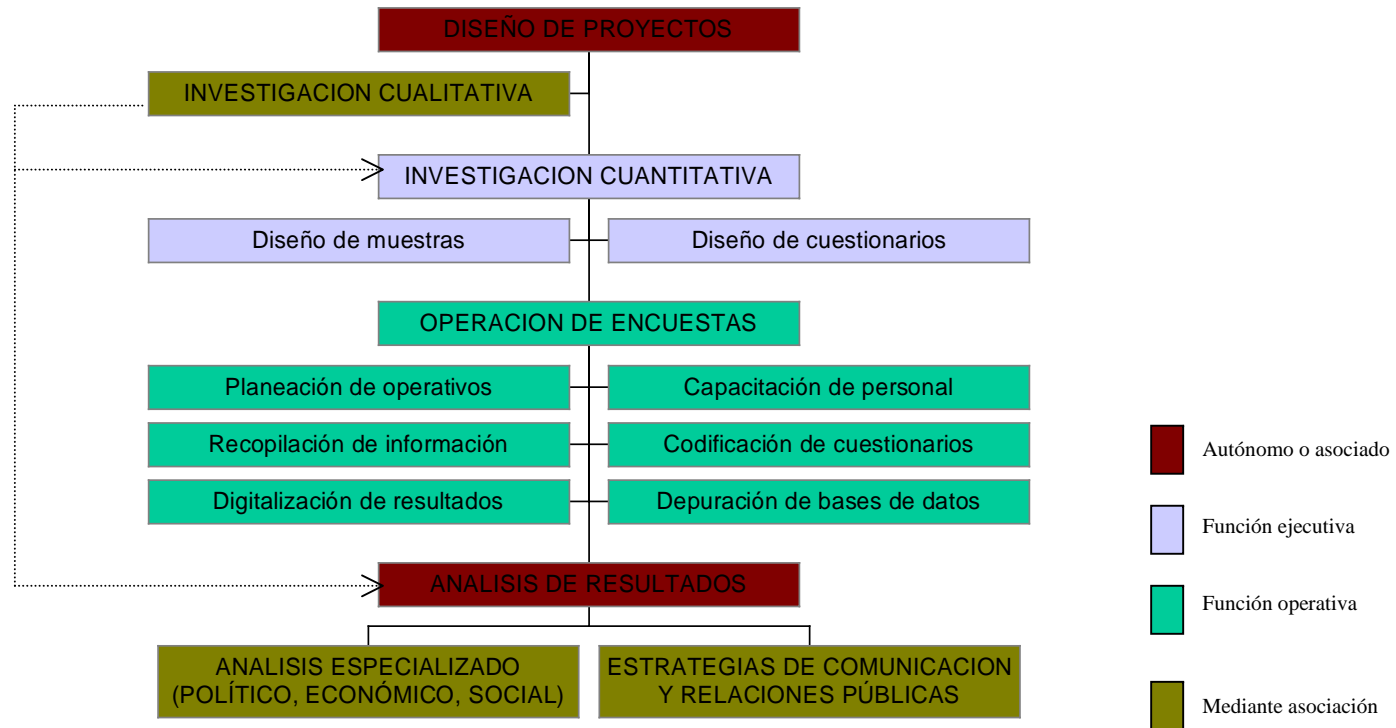 DISEÑO DE PROYECTOS
INVESTIGACION CUALITATIVA
INVESTIGACION CUANTITATIVA
Diseño de muestras
Diseño de cuestionarios
OPERACION DE ENCUESTAS
Planeación de operativos
Capacitación de personal
Recopilación de información
Codificación de cuestionarios
Digitalización de resultados
Depuración de bases de datos
ANALISIS DE RESULTADOS
ANALISIS ESPECIALIZADO
(POLÍTICO, ECONÓMICO, SOCIAL)
ESTRATEGIAS DE COMUNICACION
Y RELACIONES PÚBLICAS
Autónomo o asociado
Función ejecutiva
Función operativa
Mediante asociación